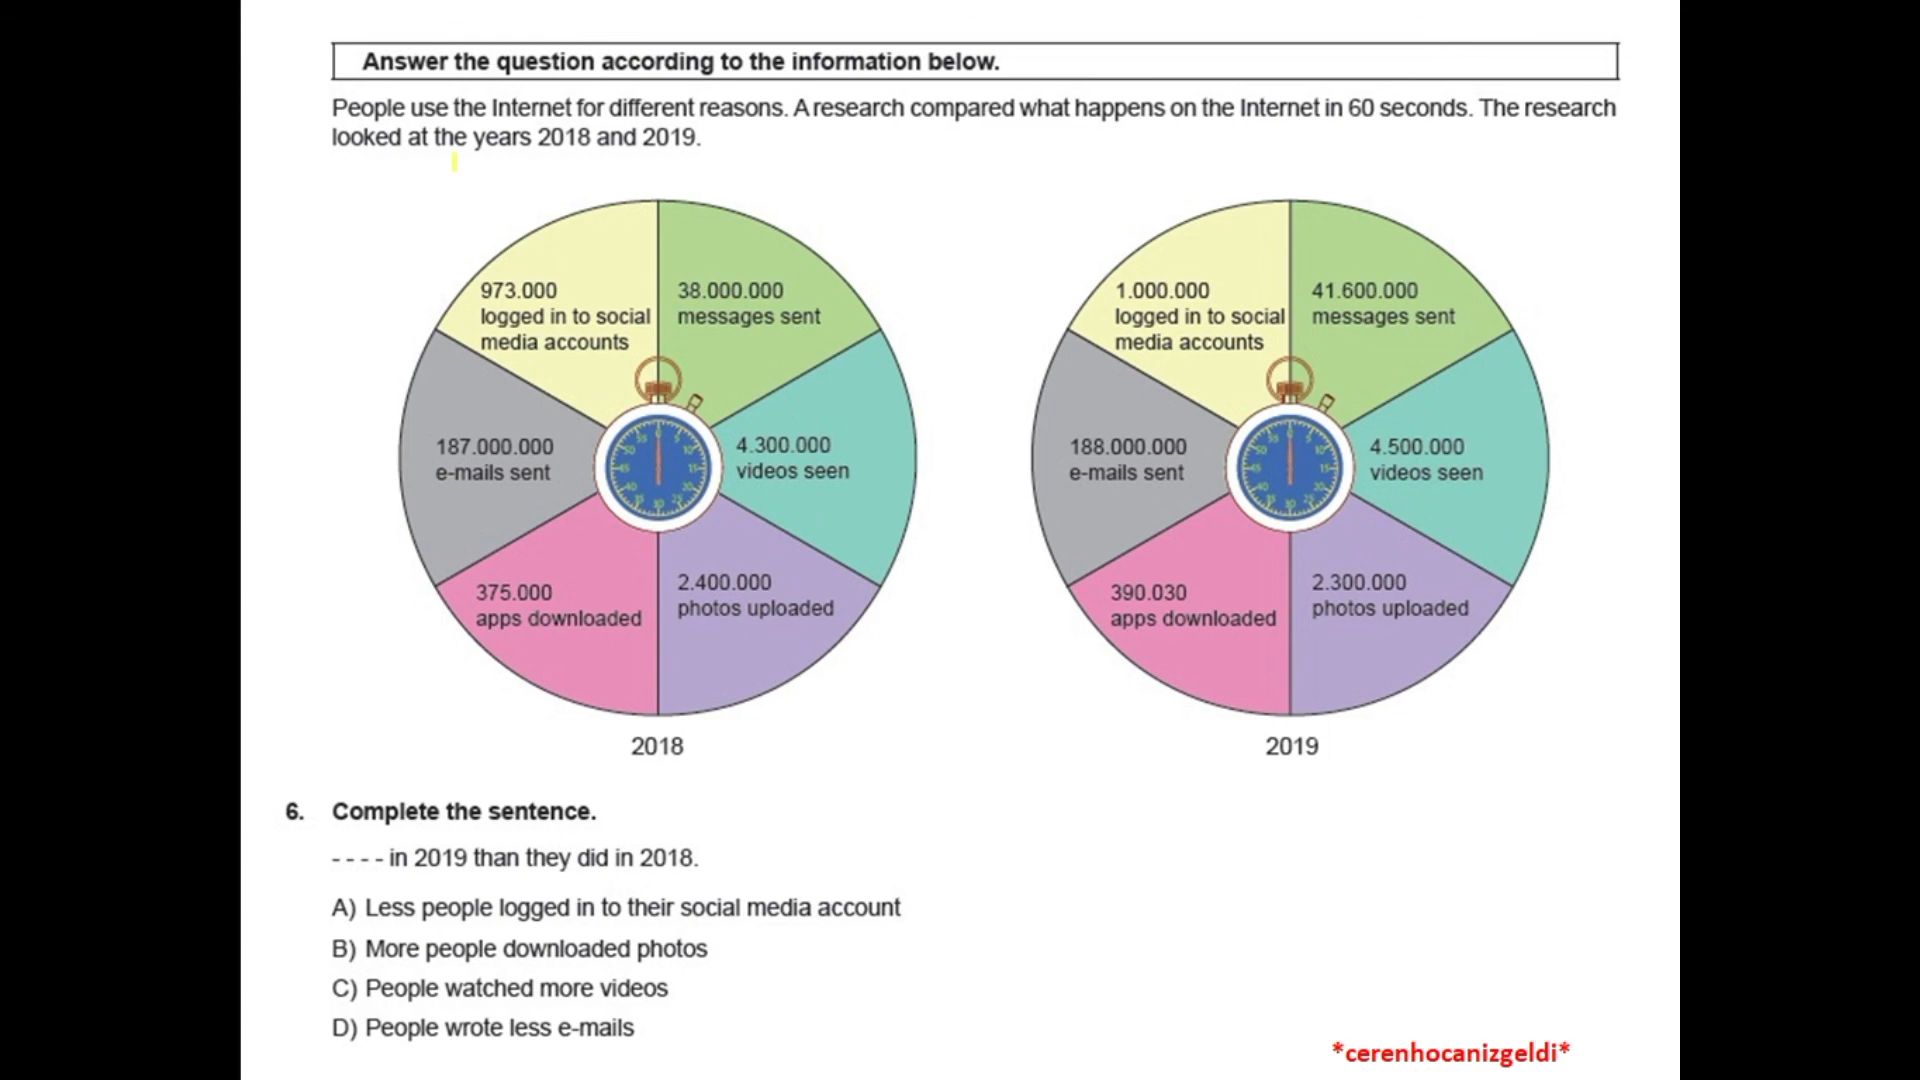 Answer the question according to the information below.
People use the Internet for different reasons. A research compared what happens on the Internet in 60 seconds. The research
looked at the years 2018 and 2019.
973.000
logged in to social
media accounts
38.000.000
messages sent
187.000.000
e-mails sent
4.300.000
videos seen
375.000
apps downloaded
2.400.000
photos uploaded
2018
1.000.000
logged in to social
media accounts
41.600.000
messages sent
188.000.000
e-mails sent
4.500.000
videos seen
390.030
apps downloaded
2.300.000
photos uploaded
2019
6. Complete the sentence.
- - - - in 2019 than they did in 2018.
A) Less people logged in to their social media account
B) More people downloaded photos
C) People watched more videos
D) People wrote less e-mails
*cerenhocanizgeldi*